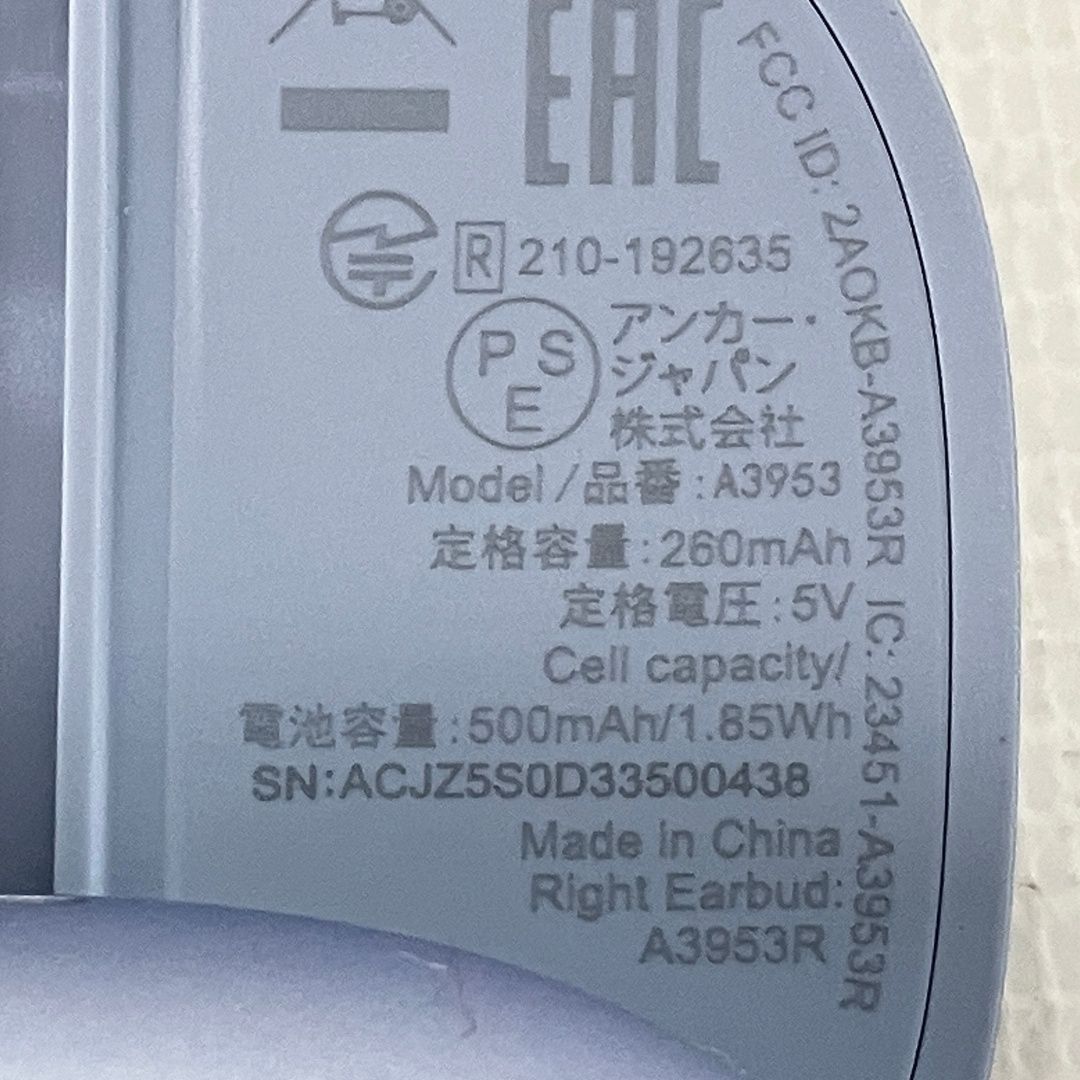 EAC
FCC ID: 2AOKB-A3953R IC: 23451-A3953R
R 210-192635
PSE
アンカー・
ジャパン
株式会社
Model/品番:A3953
定格容量:260mAh
定格電圧:5V
Cell capacity/
電池容量:500mAh/1.85Wh
SN:ACJZ5S0D33500438
Made in China
Right Earbud:
A3953R